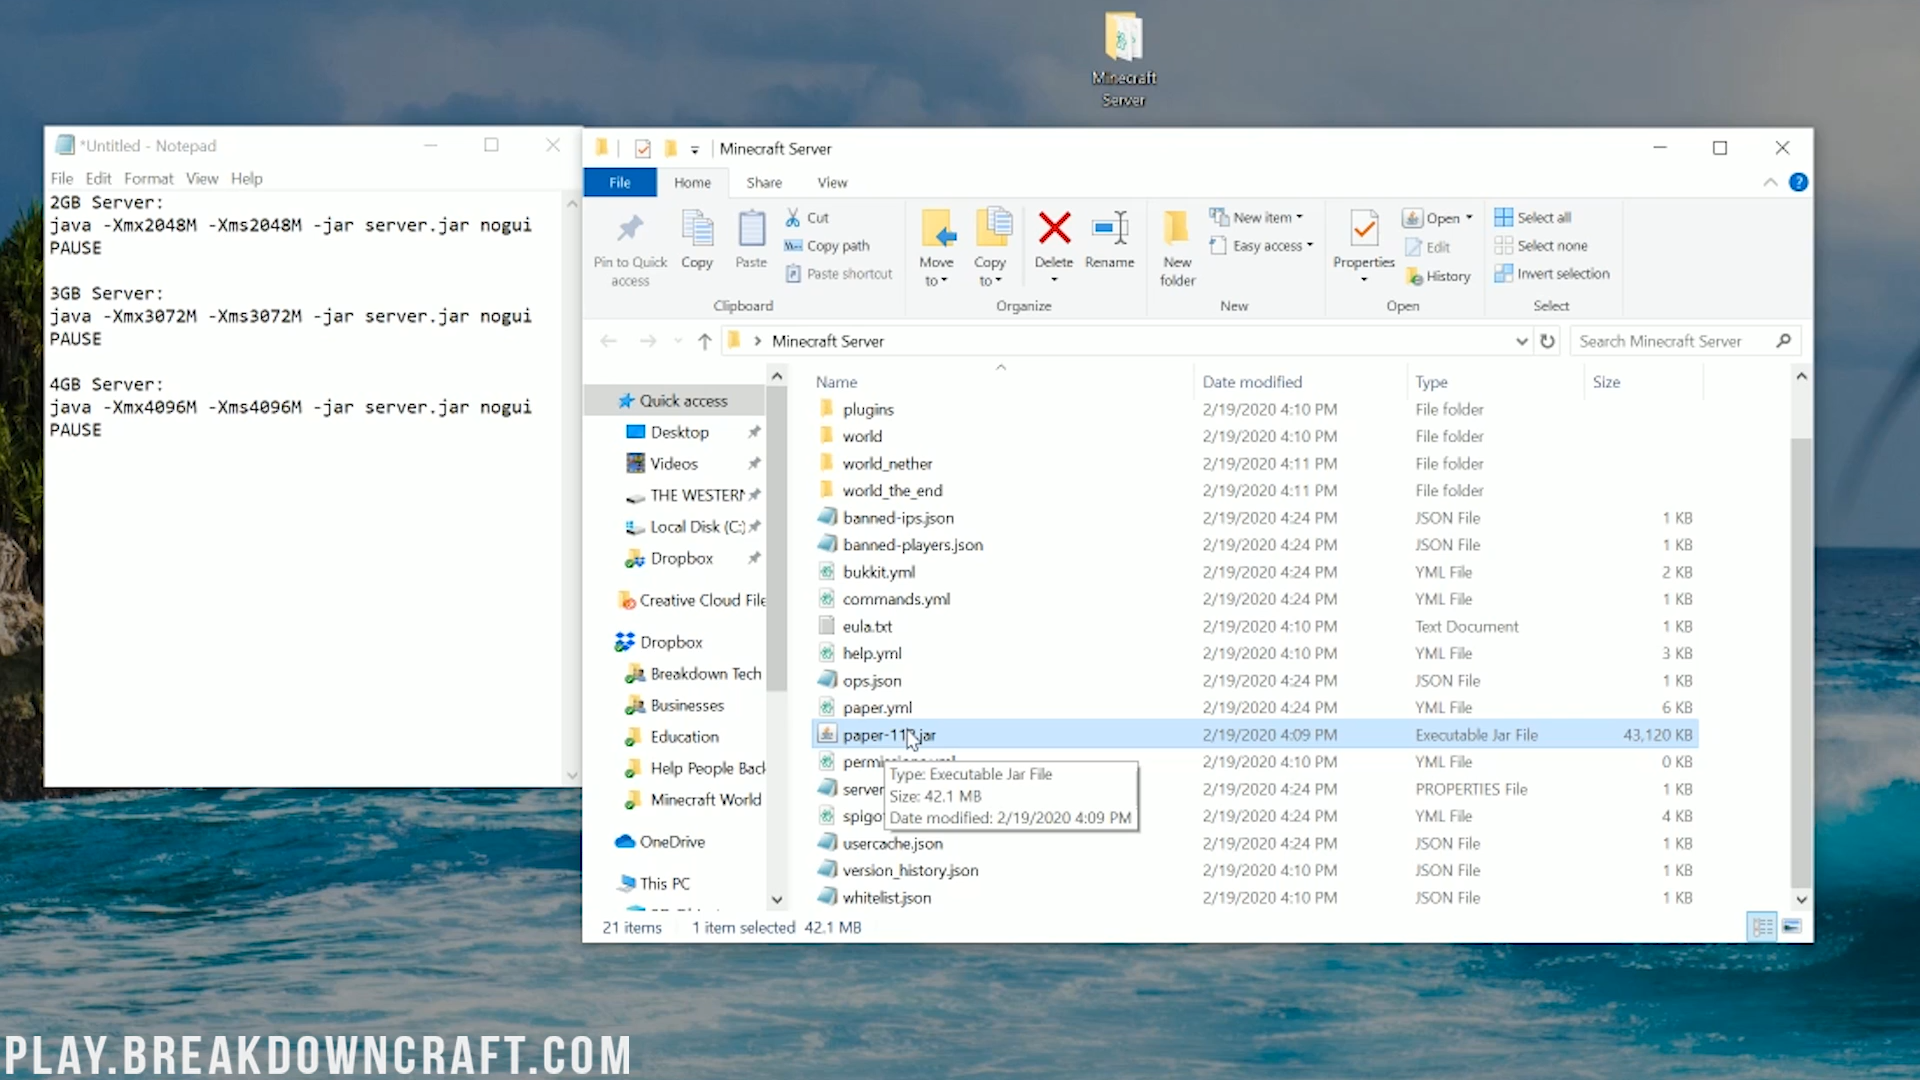 Minecraft
Server
*Untitled - Notepad
File Edit Format View Help
2GB Server:
java -Xmx2048M -Xms2048M -jar server.jar nogui
PAUSE
3GB Server:
java -Xmx3072M -Xms3072M -jar server.jar nogui
PAUSE
4GB Server:
java -Xmx4096M -Xms4096M -jar server.jar nogui
PAUSE
Minecraft Server
File Home Share View
Pin to Quick
access
Copy
Paste
Cut
Copy path
Paste shortcut
Clipboard
Move
to
Copy
to
Delete
Rename
Organize
New
folder
New item
Easy access
New
Properties
Open
Edit
History
Open
Select all
Select none
Invert selection
Select
Minecraft Server
Search Minecraft Server
Quick access
Desktop
Videos
THE WESTERN
Local Disk (C:)
Dropbox
Creative Cloud File
Dropbox
Breakdown Tech
Businesses
Education
Help People Back
Minecraft World
OneDrive
This PC
Name Date modified Type Size
plugins 2/19/2020 4:10 PM File folder
world 2/19/2020 4:10 PM File folder
world_nether 2/19/2020 4:11 PM File folder
world_the_end 2/19/2020 4:11 PM File folder
banned-ips.json 2/19/2020 4:24 PM JSON File 1 KB
banned-players.json 2/19/2020 4:24 PM JSON File 1 KB
bukkit.yml 2/19/2020 4:24 PM YML File 2 KB
commands.yml 2/19/2020 4:24 PM YML File 1 KB
eula.txt 2/19/2020 4:10 PM Text Document 1 KB
help.yml 2/19/2020 4:10 PM YML File 3 KB
ops.json 2/19/2020 4:24 PM JSON File 1 KB
paper.yml 2/19/2020 4:24 PM YML File 6 KB
2/19/2020 4:09 PM Executable Jar File 43,120 KB
2/19/2020 4:10 PM YML File 0 KB
server 2/19/2020 4:24 PM PROPERTIES File 1 KB
spigo 2/19/2020 4:24 PM YML File 4 KB
usercache.json 2/19/2020 4:24 PM JSON File 1 KB
version_history.json 2/19/2020 4:10 PM JSON File 1 KB
whitelist.json 2/19/2020 4:10 PM JSON File 1 KB
Type: Executable Jar File
Size: 42.1 MB
Date modified: 2/19/2020 4:09 PM
21 items 1 item selected 42.1 MB
PLAY.BREAKDOWNCRAFT.COM